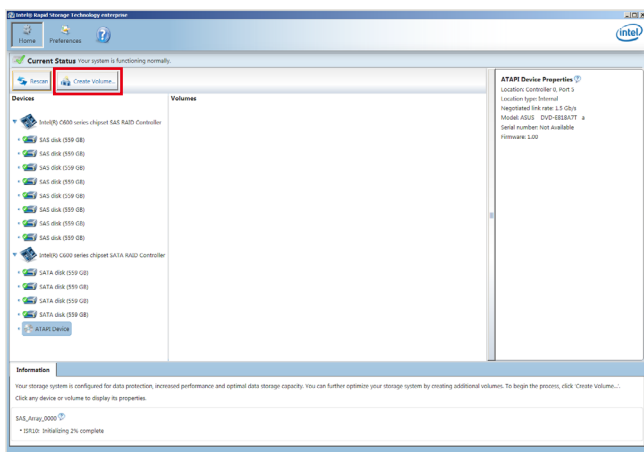 Intel® Rapid Storage Technology enterprise
Home
Preferences
intel
Current Status Your system is functioning normally.
Rescan
Create Volume...
Devices
Volumes
Intel(R) C600 series chipset SAS RAID Controller
SAS disk (559 GB)
SAS disk (559 GB)
SAS disk (559 GB)
SAS disk (559 GB)
SAS disk (559 GB)
SAS disk (559 GB)
SAS disk (559 GB)
SAS disk (559 GB)
Intel(R) C600 series chipset SATA RAID Controller
SATA disk (559 GB)
SATA disk (559 GB)
SATA disk (559 GB)
SATA disk (559 GB)
ATAPI Device
ATAPI Device Properties ?
Location: Controller 0, Port 5
Location type: Internal
Negotiated link rate: 1.5 Gb/s
Model: ASUS DVD-E818A7T a
Serial number: Not Available
Firmware: 1.00
Information
Your storage system is configured for data protection, increased performance and optimal data storage capacity. You can further optimize your storage system by creating additional volumes. To begin the process, click 'Create Volume...'.
Click any device or volume to display its properties.
SAS_Array_0000 ?
• ISR10: Initializing 2% complete